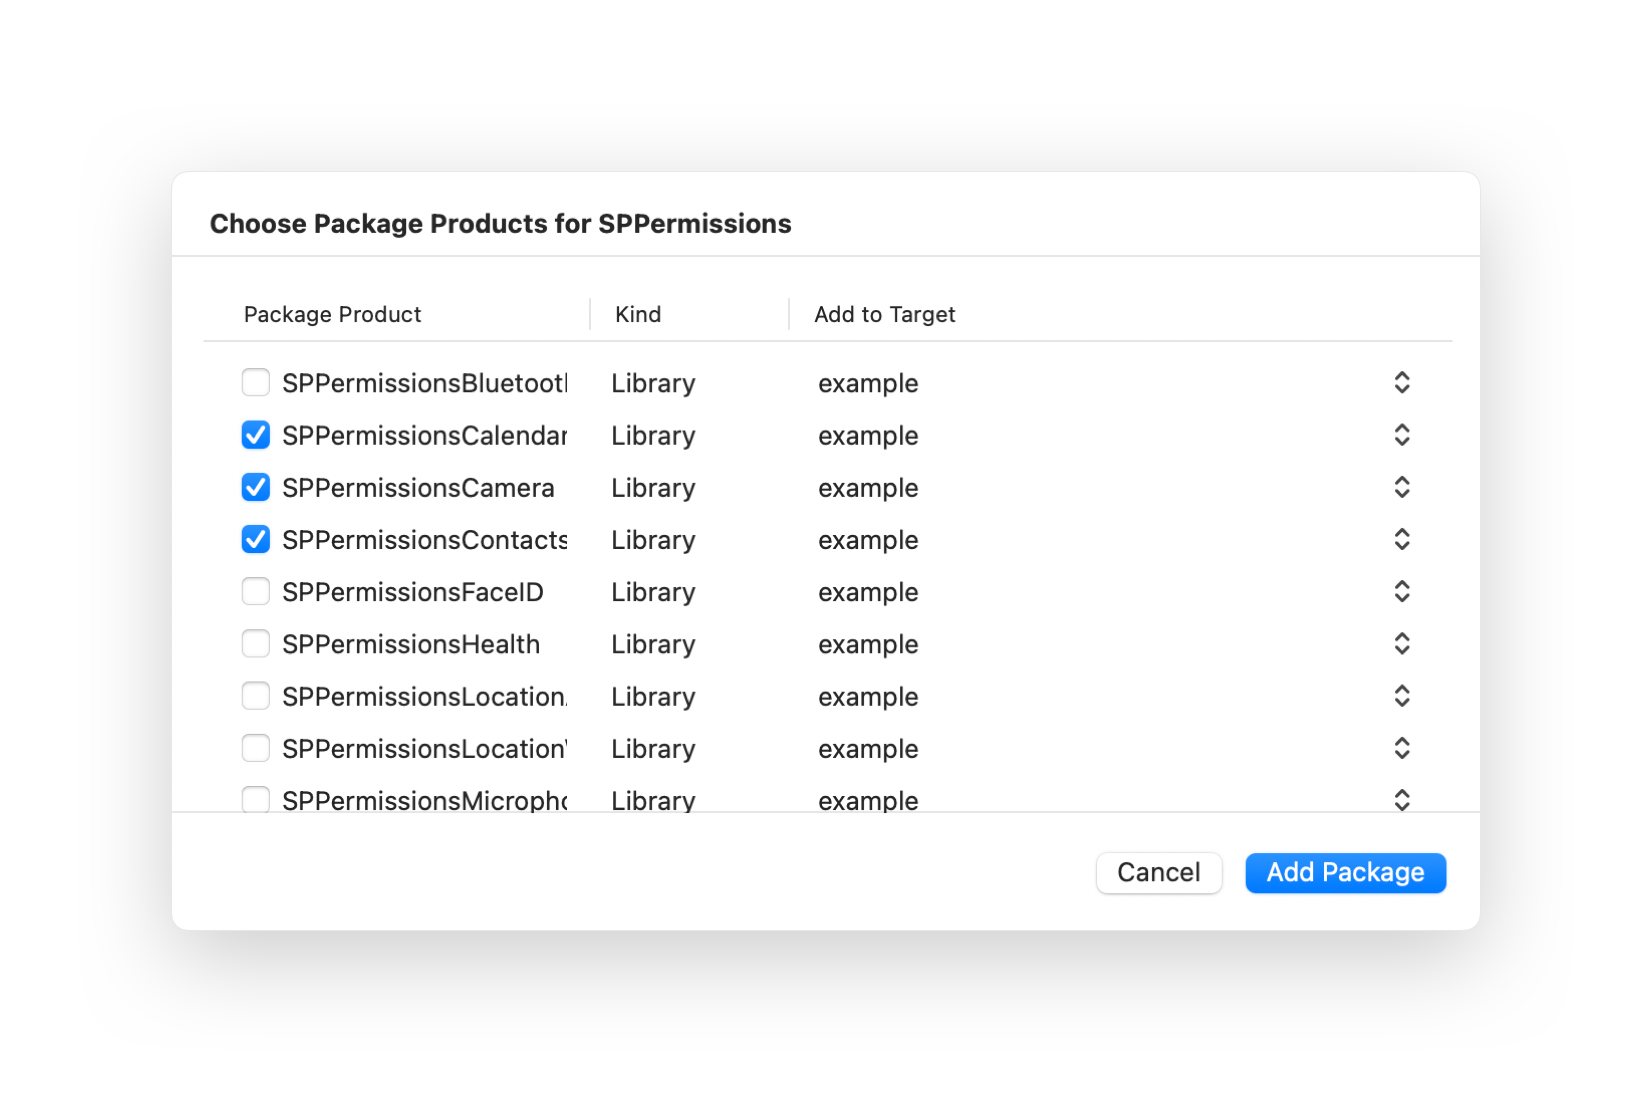 Choose Package Products for SPPermissions
Package Product Kind Add to Target
SPPermissionsBluetoot Library example
SPPermissionsCalendar Library example
SPPermissionsCamera Library example
SPPermissionsContacts Library example
SPPermissionsFaceID Library example
SPPermissionsHealth Library example
SPPermissionsLocation Library example
SPPermissionsLocation Library example
SPPermissionsMicroph Library example
Cancel Add Package